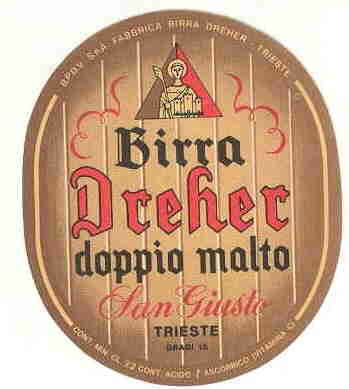 BPDV SpA FABBRICA BIRRA DREHER - TRIESTE
Birra
Dreher
doppio malto
San Giusto
TRIESTE
GRADI 15
CONT. MIN. CL. 22 CONT. ACIDO l'ASCORBICO (VITAMINA C)